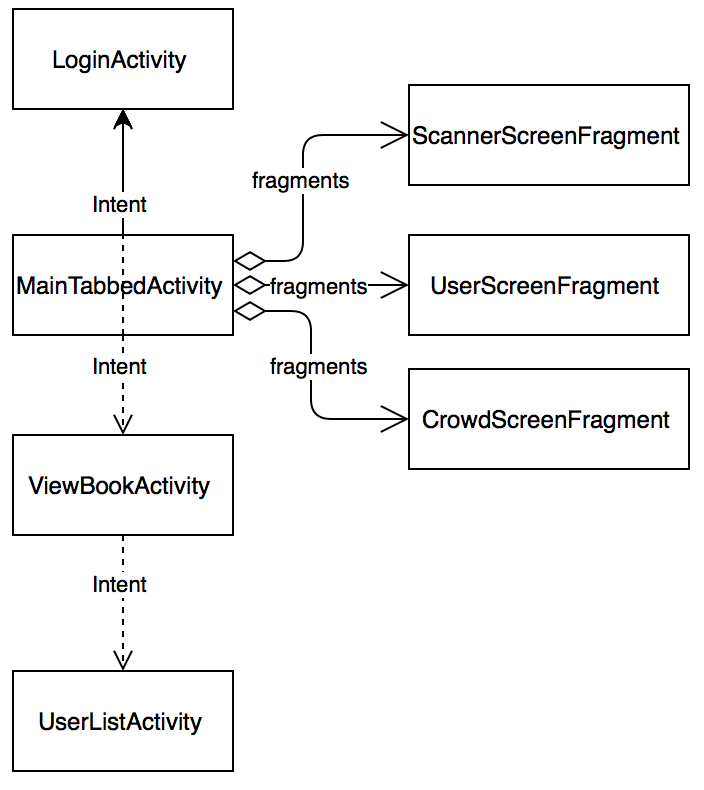 LoginActivity
ScannerScreenFragment
fragments
Intent
MainTabbedActivity
fragments
UserScreenFragment
Intent
fragments
CrowdScreenFragment
ViewBookActivity
Intent
UserListActivity